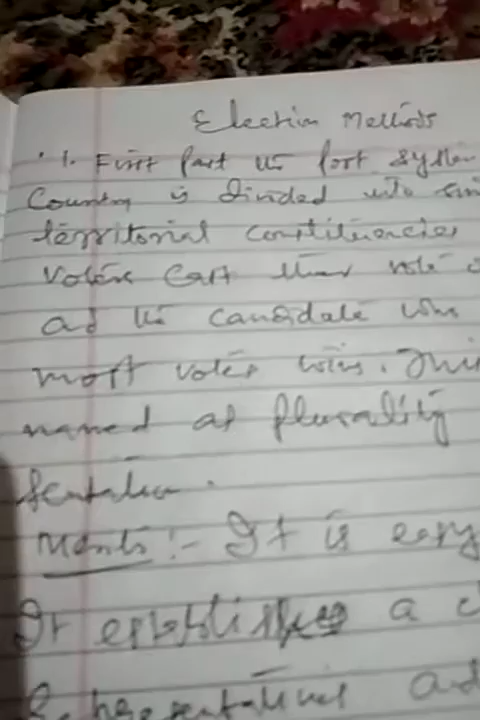 Election Methods
1. First Past the Post System
Country is divided into
territorial constituencies
Voters cast their vote
and the candidate who
most votes wins. This
named as plurality
sentation.
Merits :- It is easy
It establishes a
Representatives and